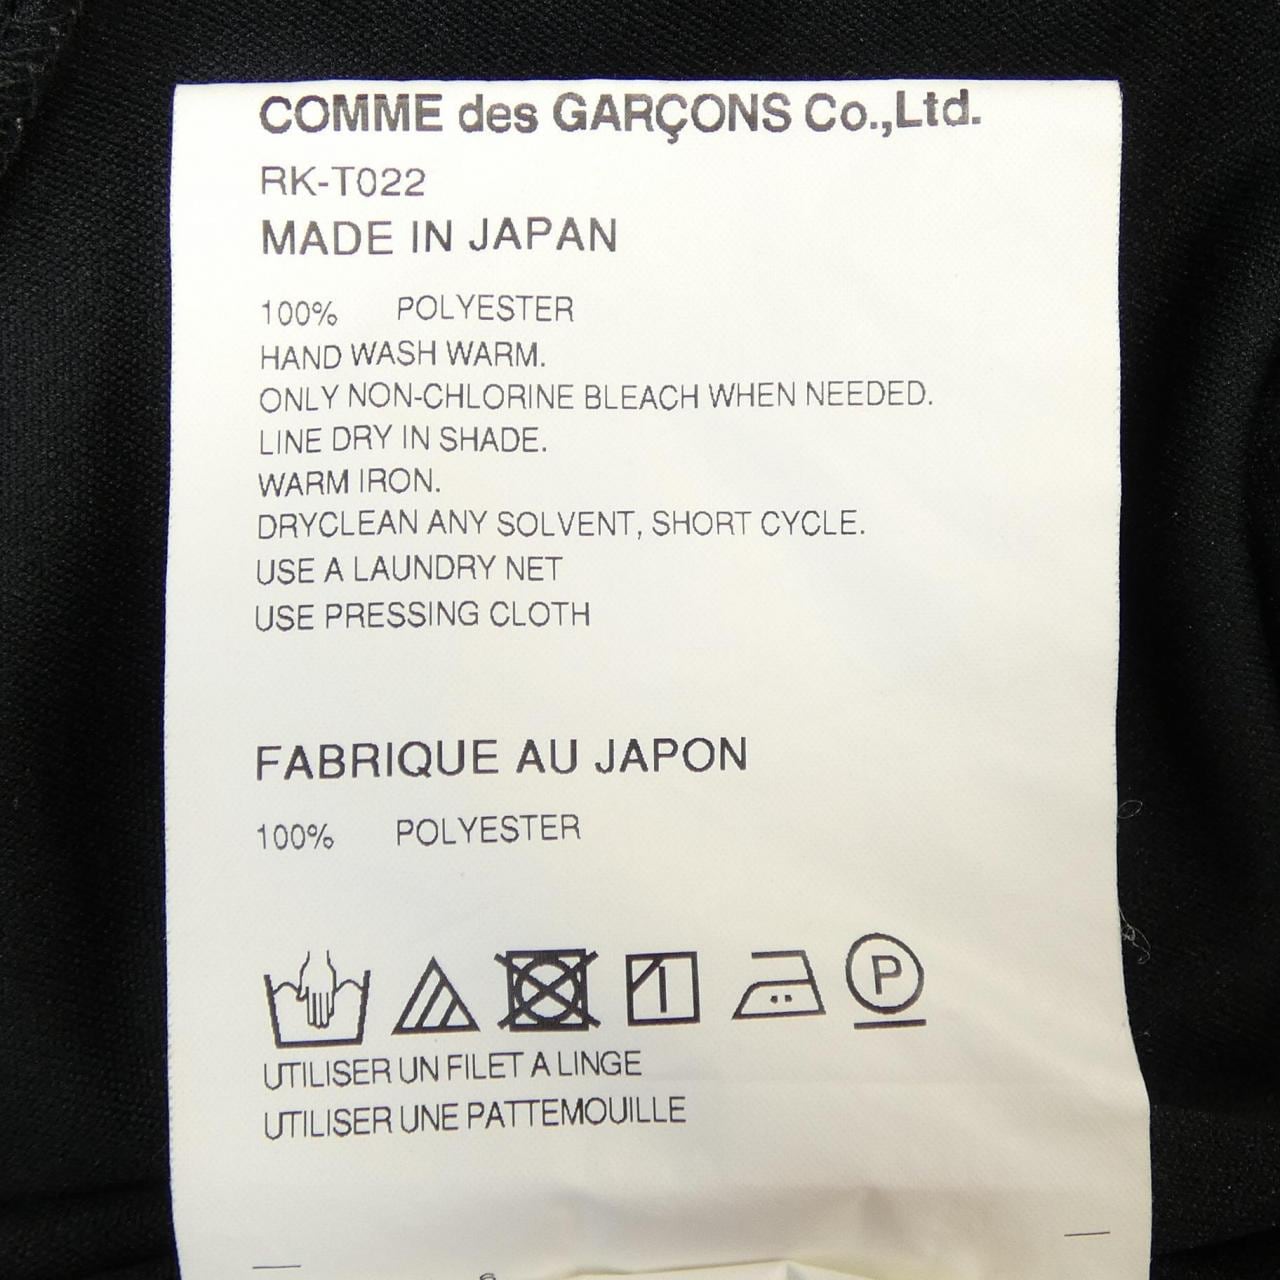 COMME des GARÇONS Co.,Ltd.
RK-T022
MADE IN JAPAN
100% POLYESTER
HAND WASH WARM.
ONLY NON-CHLORINE BLEACH WHEN NEEDED.
LINE DRY IN SHADE.
WARM IRON.
DRYCLEAN ANY SOLVENT, SHORT CYCLE.
USE A LAUNDRY NET
USE PRESSING CLOTH
FABRIQUE AU JAPON
100% POLYESTER
P
UTILISER UN FILET A LINGE
UTILISER UNE PATTEMOUILLE